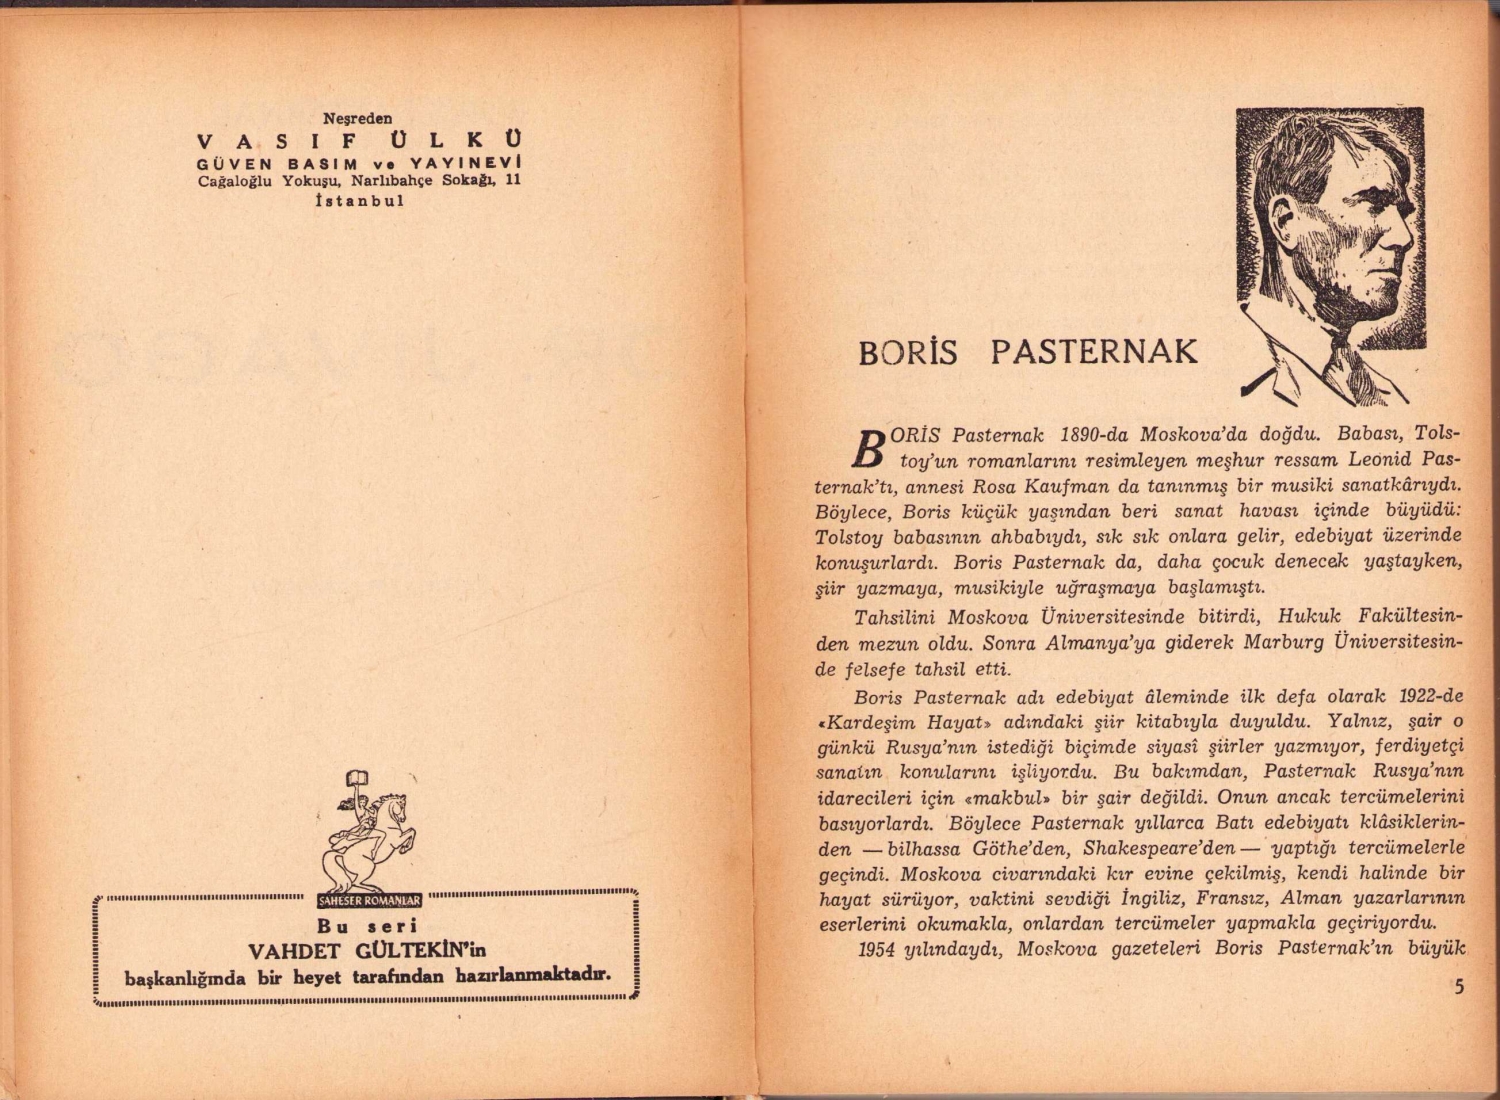 Neşreden
VASIF ÜLKÜ
GÜVEN BASIM ve YAYINEVİ
Cağaloğlu Yokuşu, Narlıbahçe Sokağı, 11
İstanbul
ŞAHESER ROMANLAR
Bu seri
VAHDET GÜLTEKİN'in
başkanlığında bir heyet tarafından hazırlanmaktadır.
BORİS PASTERNAK
BORİS Pasternak 1890-da Moskova'da doğdu. Babası, Tols-
toy'un romanlarını resimleyen meşhur ressam Leonid Pas-
ternak'tı, annesi Rosa Kaufman da tanınmış bir musiki sanatkârıydı.
Böylece, Boris küçük yaşından beri sanat havası içinde büyüdü:
Tolstoy babasının ahbabıydı, sık sık onlara gelir, edebiyat üzerinde
konuşurlardı. Boris Pasternak da, daha çocuk denecek yaştayken,
şiir yazmaya, musikiyle uğraşmaya başlamıştı.
Tahsilini Moskova Üniversitesinde bitirdi, Hukuk Fakültesin-
den mezun oldu. Sonra Almanya'ya giderek Marburg Üniversitesin-
de felsefe tahsil etti.
Boris Pasternak adı edebiyat âleminde ilk defa olarak 1922-de
«Kardeşim Hayat» adındaki şiir kitabıyla duyuldu. Yalnız, şair o
günkü Rusya'nın istediği biçimde siyasî şiirler yazmıyor, ferdiyetçi
sanatın konularını işliyordu. Bu bakımdan, Pasternak Rusya'nın
idarecileri için «makbul» bir şair değildi. Onun ancak tercümelerini
basıyorlardı. Böylece Pasternak yıllarca Batı edebiyatı klâsiklerin-
den — bilhassa Göthe'den, Shakespeare'den — yaptığı tercümelerle
geçindi. Moskova civarındaki kır evine çekilmiş, kendi halinde bir
hayat sürüyor, vaktini sevdiği İngiliz, Fransız, Alman yazarlarının
eserlerini okumakla, onlardan tercümeler yapmakla geçiriyordu.
1954 yılındaydı, Moskova gazeteleri Boris Pasternak'ın büyük
5